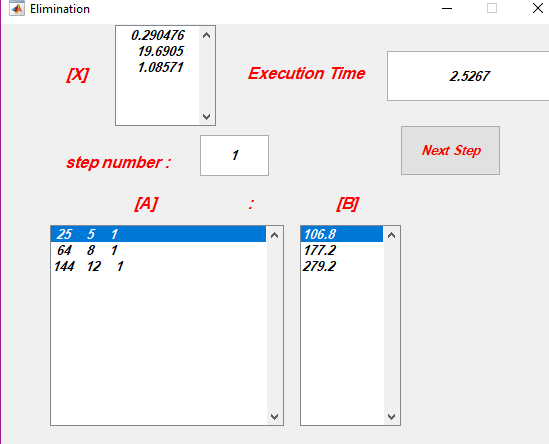 Elimination
[X]
0.290476
19.6905
1.08571
Execution Time
2.5267
step number :
1
Next Step
[A] : [B]
25 5 1
64 8 1
144 12 1
106.8
177.2
279.2